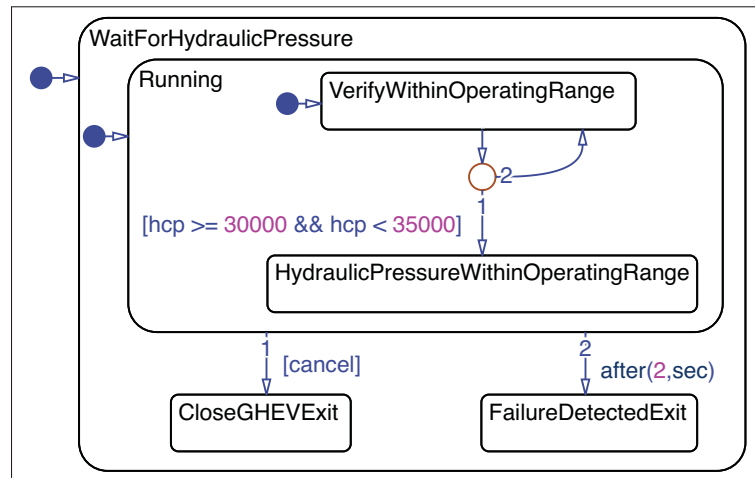 WaitForHydraulicPressure
Running
VerifyWithinOperatingRange
2
1
[hcp >= 30000 && hcp < 35000]
HydraulicPressureWithinOperatingRange
1
[cancel]
2
after(2,sec)
CloseGHEVExit
FailureDetectedExit